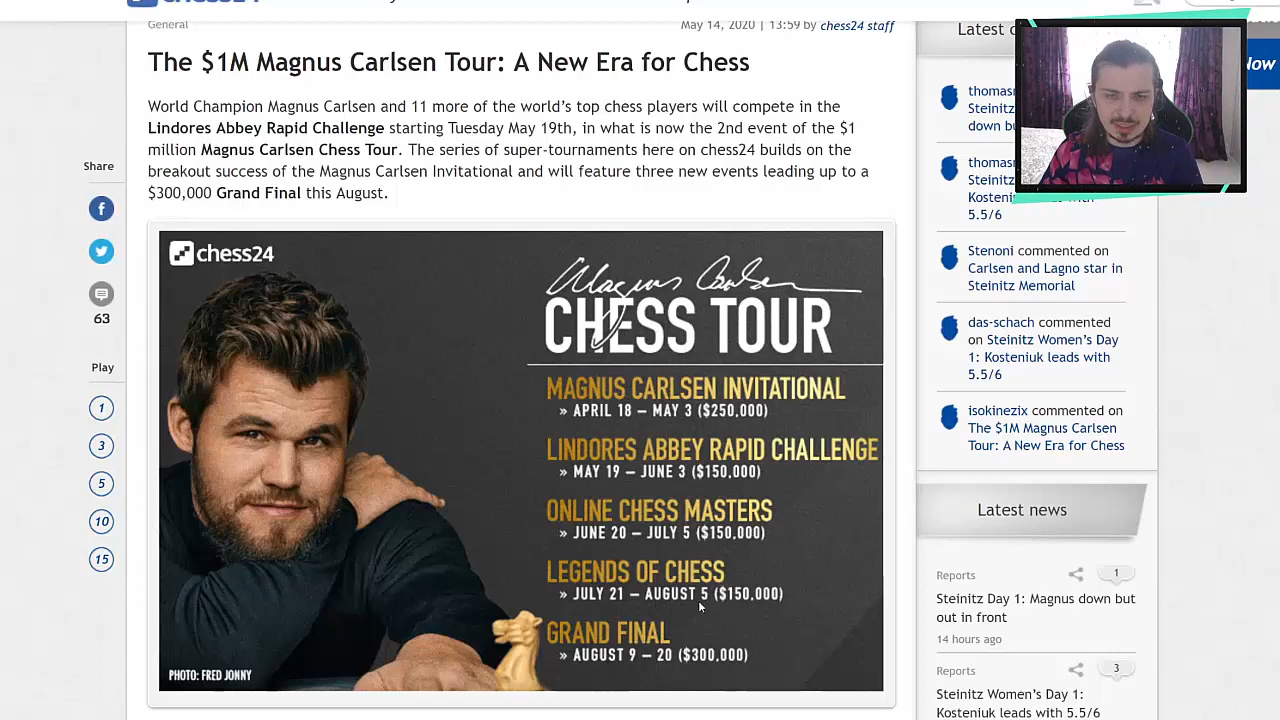 chess24
General
May 14, 2020 | 13:59 by chess24 staff
The $1M Magnus Carlsen Tour: A New Era for Chess
World Champion Magnus Carlsen and 11 more of the world's top chess players will compete in the
Lindores Abbey Rapid Challenge starting Tuesday May 19th, in what is now the 2nd event of the $1
million Magnus Carlsen Chess Tour. The series of super-tournaments here on chess24 builds on the
breakout success of the Magnus Carlsen Invitational and will feature three new events leading up to a
$300,000 Grand Final this August.
Share
63
Play
1
3
5
10
15
chess24
Magnus Carlsen
CHESS TOUR
MAGNUS CARLSEN INVITATIONAL
» APRIL 18 – MAY 3 ($250,000)
LINDORES ABBEY RAPID CHALLENGE
» MAY 19 – JUNE 3 ($150,000)
ONLINE CHESS MASTERS
» JUNE 20 – JULY 5 ($150,000)
LEGENDS OF CHESS
» JULY 21 – AUGUST 5 ($150,000)
GRAND FINAL
» AUGUST 9 – 20 ($300,000)
PHOTO: FRED JONNY
Latest
Now
Steinitz
down bu
Steinitz
Kosteniuk leads with
5.5/6
Stenoni commented on
Carlsen and Lagno star in
Steinitz Memorial
das-schach commented
on Steinitz Women's Day
1: Kosteniuk leads with
5.5/6
isokinezix commented on
The $1M Magnus Carlsen
Tour: A New Era for Chess
Latest news
Reports
1
Steinitz Day 1: Magnus down but
out in front
14 hours ago
Reports
3
Steinitz Women's Day 1:
Kosteniuk leads with 5.5/6